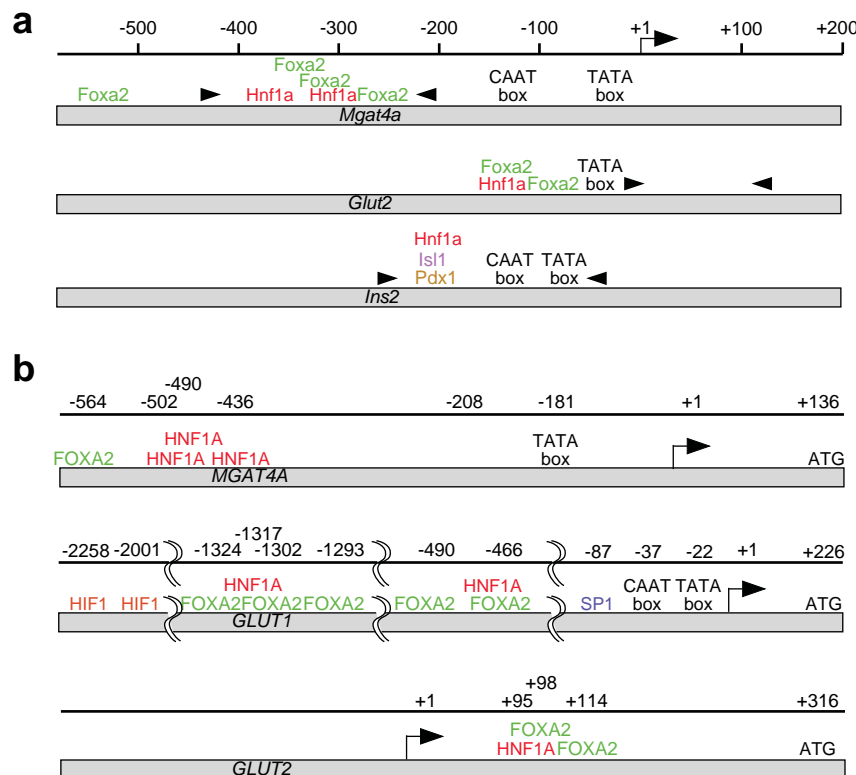 a
-500 -400 -300 -200 -100 +1 +100 +200
Foxa2
Foxa2
Foxa2 Hnf1a Hnf1a Foxa2 CAAT box TATA box
Mgat4a
Foxa2 TATA
Hnf1a Foxa2 box
Glut2
Hnf1a
Isl1 CAAT TATA
Pdx1 box box
Ins2
b
-490
-564 -502 -436 -208 -181 +1 +136
HNF1A TATA
FOXA2 HNF1A HNF1A box ATG
MGAT4A
-1317
-2258 -2001 -1324 -1302 -1293 -490 -466 -87 -37 -22 +1 +226
HNF1A HNF1A CAAT TATA
HIF1 HIF1 FOXA2 FOXA2 FOXA2 FOXA2 FOXA2 SP1 box box ATG
GLUT1
+98
+1 +95 +114 +316
FOXA2
HNF1A FOXA2 ATG
GLUT2